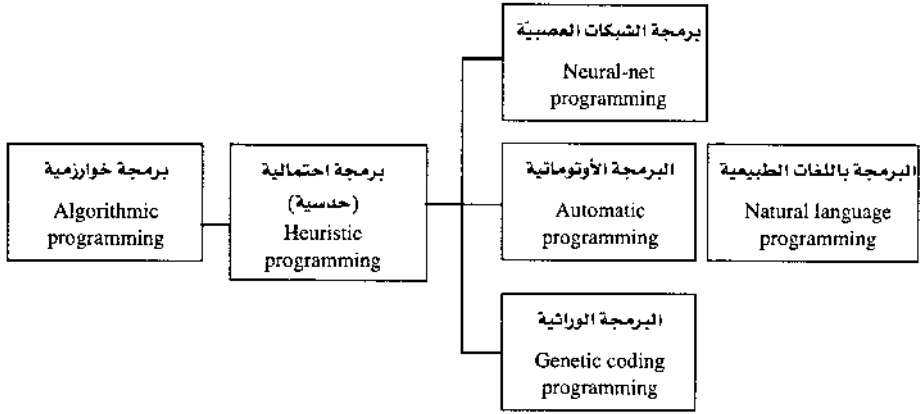 برمجة الشبكات العصبيّة
Neural-net
programming
برمجة خوارزمية
Algorithmic
programming
برمجة احتمالية
(حدسية)
Heuristic
programming
البرمجة الأوتوماتية
Automatic
programming
البرمجة باللغات الطبيعية
Natural language
programming
البرمجة الوراثية
Genetic coding
programming